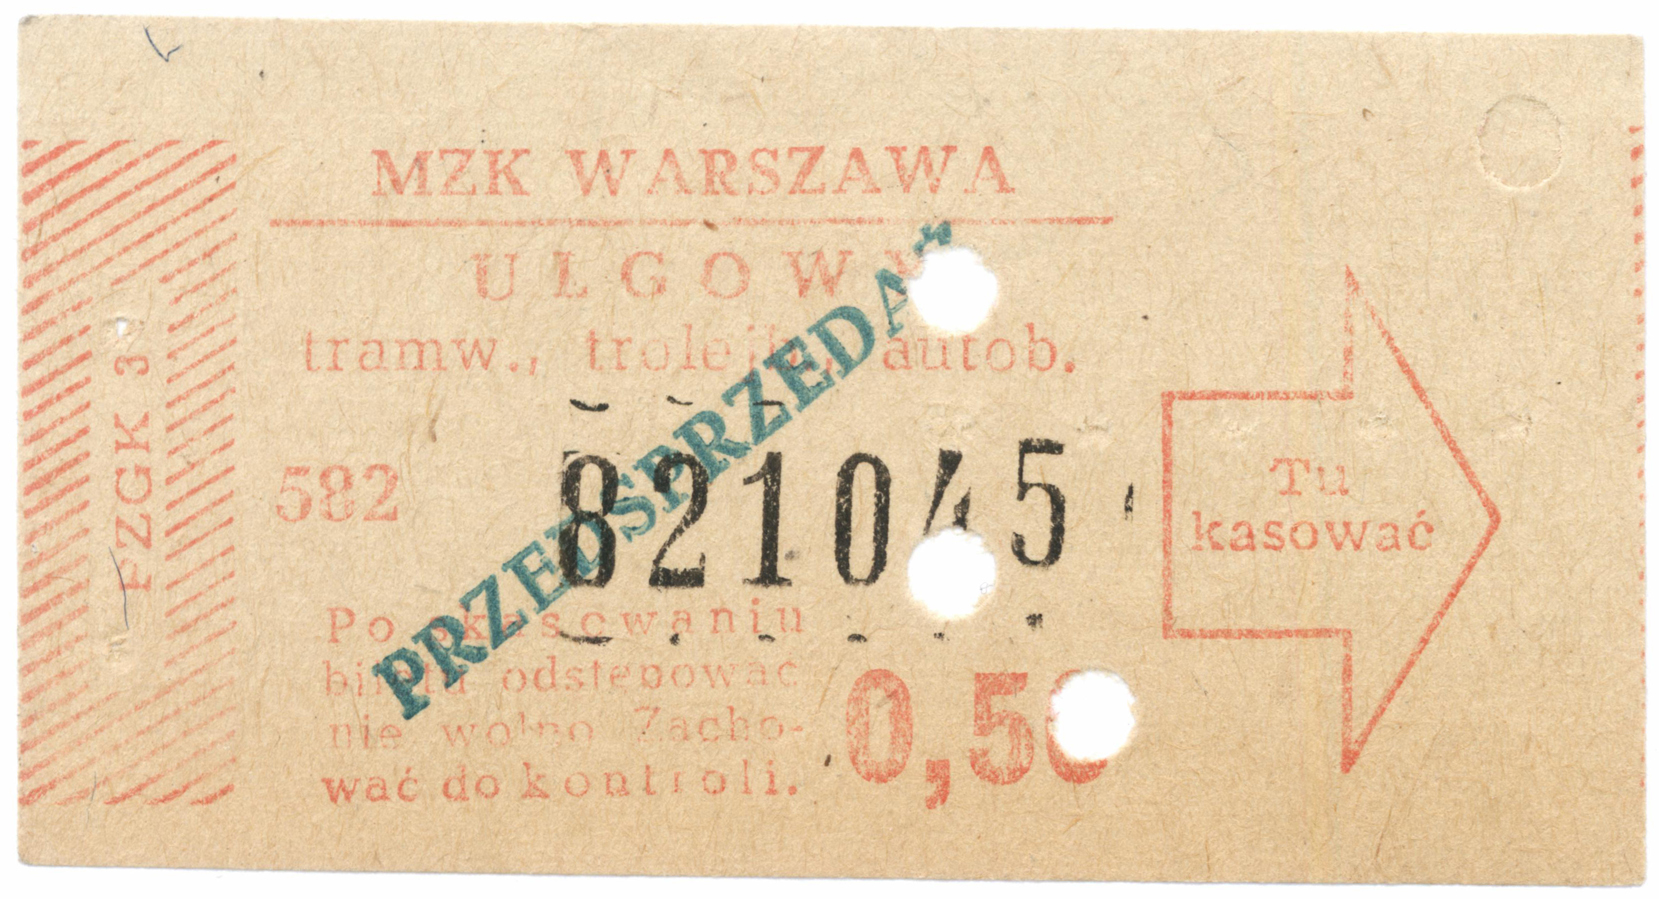 MZK WARSZAWA
ULGOWY
tramw., trolejb., autob.
PRZEDSPRZEDAŻ
582
821045
Po skasowaniu
biletu odstępować
nie wolno Zacho-
wać do kontroli.
0,50
Tu
kasować
PZGK 3